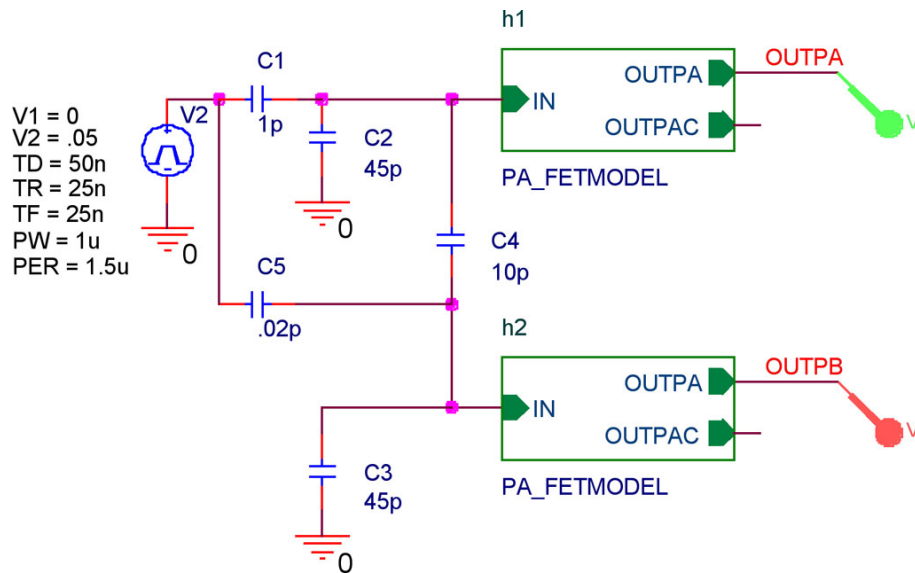 h1
C1
1p
V2
V1 = 0
V2 = .05
TD = 50n
TR = 25n
TF = 25n
PW = 1u
PER = 1.5u
0
C2
45p
0
IN
OUTPA
OUTPAC
PA_FETMODEL
OUTPA
V
C4
10p
C5
.02p
h2
IN
OUTPA
OUTPAC
PA_FETMODEL
OUTPB
V
C3
45p
0